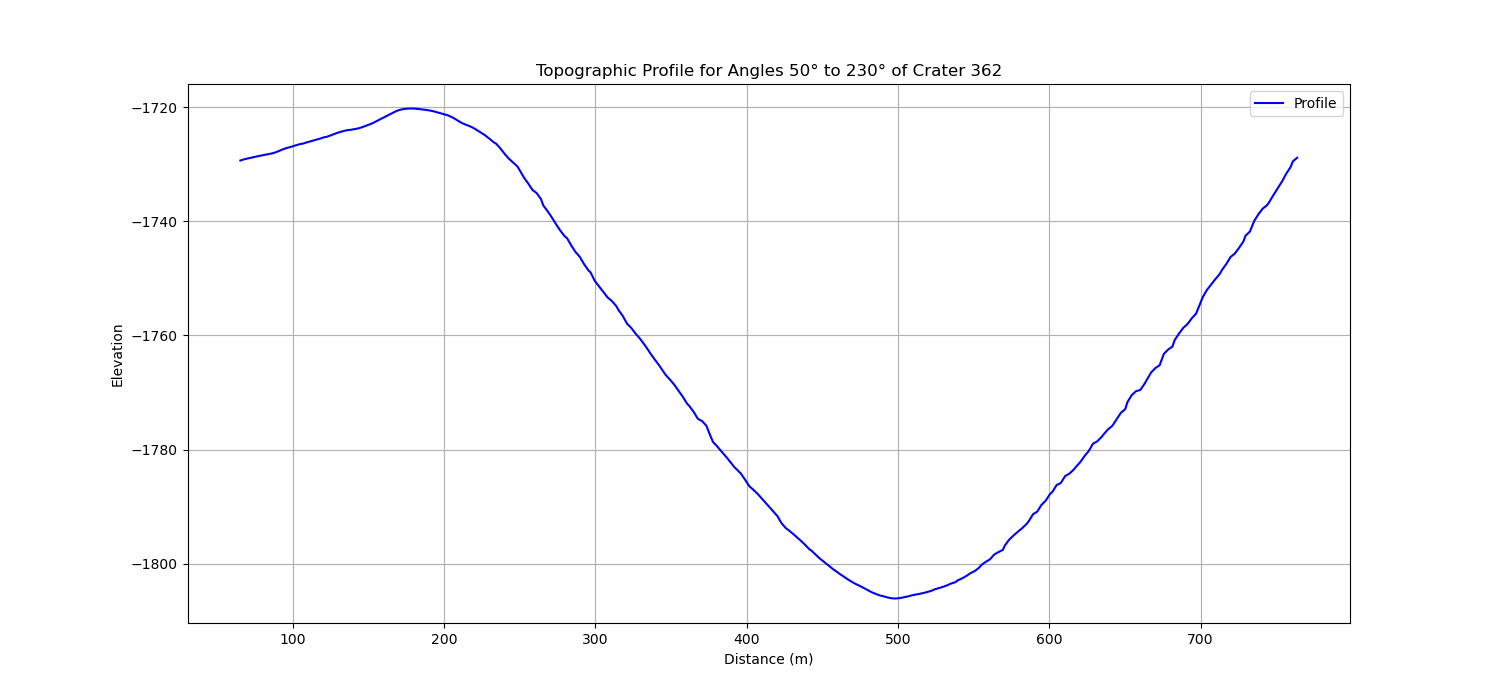 Topographic Profile for Angles 50° to 230° of Crater 362
Profile
−1720
−1740
−1760
−1780
−1800
Elevation
100 200 300 400 500 600 700
Distance (m)